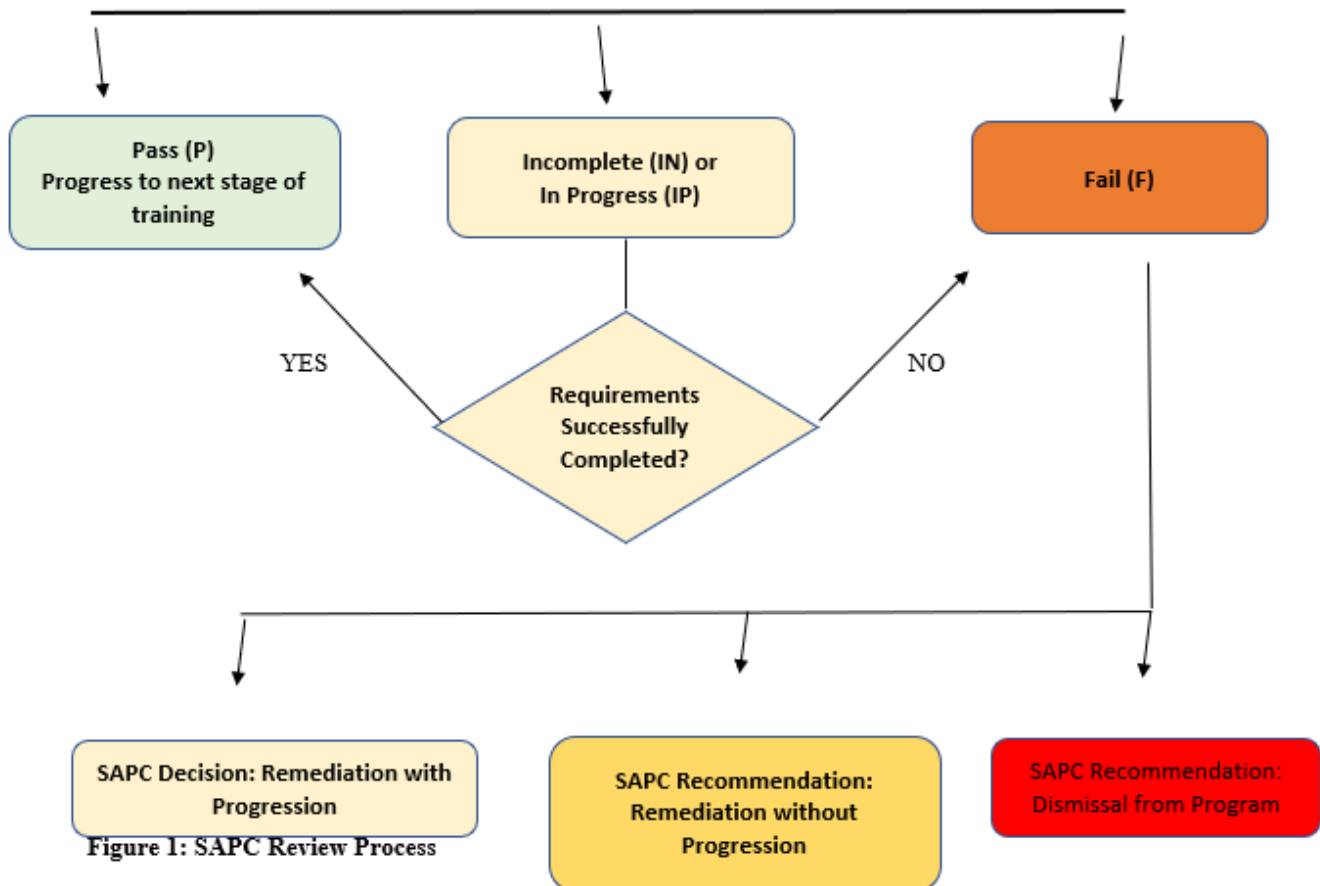 Pass (P)
Progress to next stage of
training
Incomplete (IN) or
In Progress (IP)
Fail (F)
YES
NO
Requirements
Successfully
Completed?
SAPC Decision: Remediation with
Progression
SAPC Recommendation:
Remediation without
Progression
SAPC Recommendation:
Dismissal from Program
Figure 1: SAPC Review Process